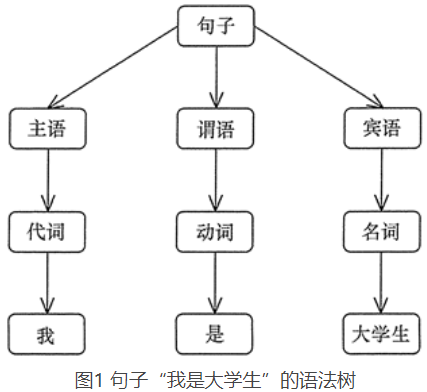 句子
主语 谓语 宾语
代词 动词 名词
我 是 大学生
图1 句子“我是大学生”的语法树